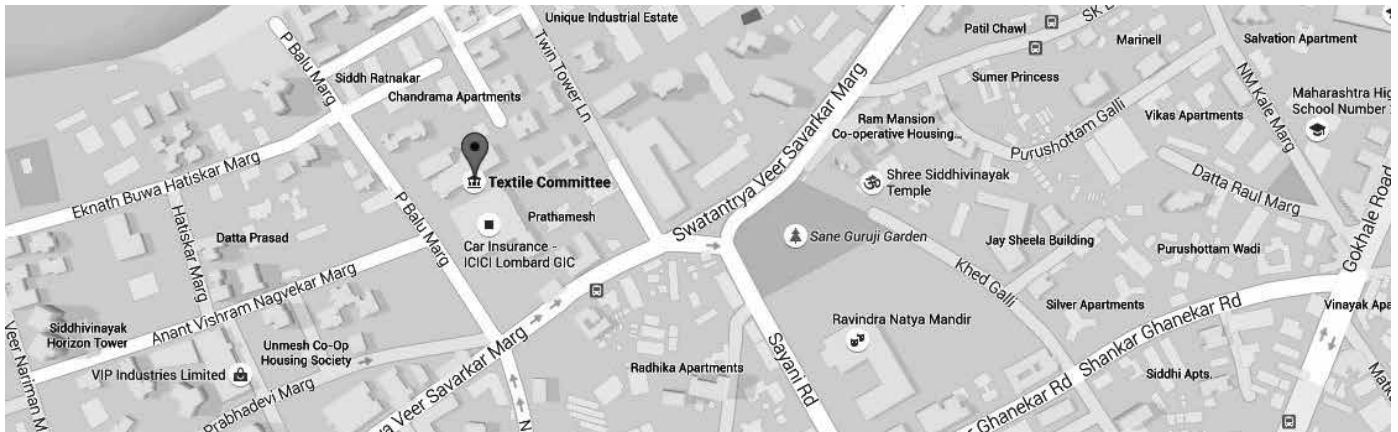 Unique Industrial Estate
Patil Chawl
SK
Marinell
Salvation Apartment
P Balu Marg
Siddh Ratnakar
Chandrama Apartments
Twin Tower Ln
Sumer Princess
NM Kale Marg
Maharashtra Hig
School Number
Ram Mansion
Co-operative Housing...
Vikas Apartments
Purushottam Galli
Eknath Buwa Hatiskar Marg
Textile Committee
Shree Siddhivinayak
Temple
Datta Raul Marg
Hatiskar Marg
P Balu Marg
Prathamesh
Swatantrya Veer Savarkar Marg
Datta Prasad
Car Insurance -
ICICI Lombard GIC
Sane Guruji Garden
Jay Sheela Building
Purushottam Wadi
Gokhale Road
Khed Galli
Anant Vishram Nagvekar Marg
Silver Apartments
Vinayak Apa
Siddhivinayak
Horizon Tower
Veer Nariman M
Unmesh Co-Op
Housing Society
Ravindra Natya Mandir
Sayani Rd
Shankar Ghanekar Rd
VIP Industries Limited
Radhika Apartments
Siddhi Apts.
Prabhadevi Marg
ya Veer Savarkar Marg
N
r Ghanekar Rd
Matka